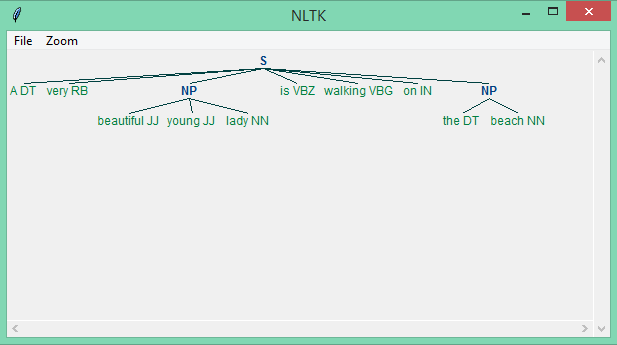 NLTK
File Zoom
S
A DT very RB NP is VBZ walking VBG on IN NP
beautiful JJ young JJ lady NN the DT beach NN